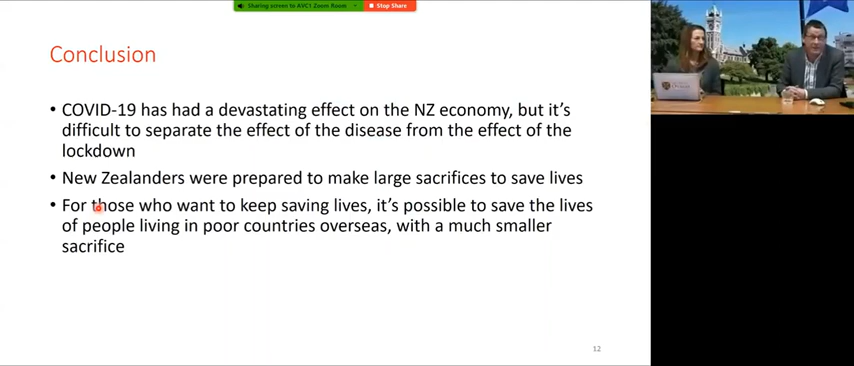 Sharing screen to AVC1 Zoom Room
Stop Share
Conclusion
• COVID-19 has had a devastating effect on the NZ economy, but it's
difficult to separate the effect of the disease from the effect of the
lockdown
• New Zealanders were prepared to make large sacrifices to save lives
• For those who want to keep saving lives, it's possible to save the lives
of people living in poor countries overseas, with a much smaller
sacrifice
12